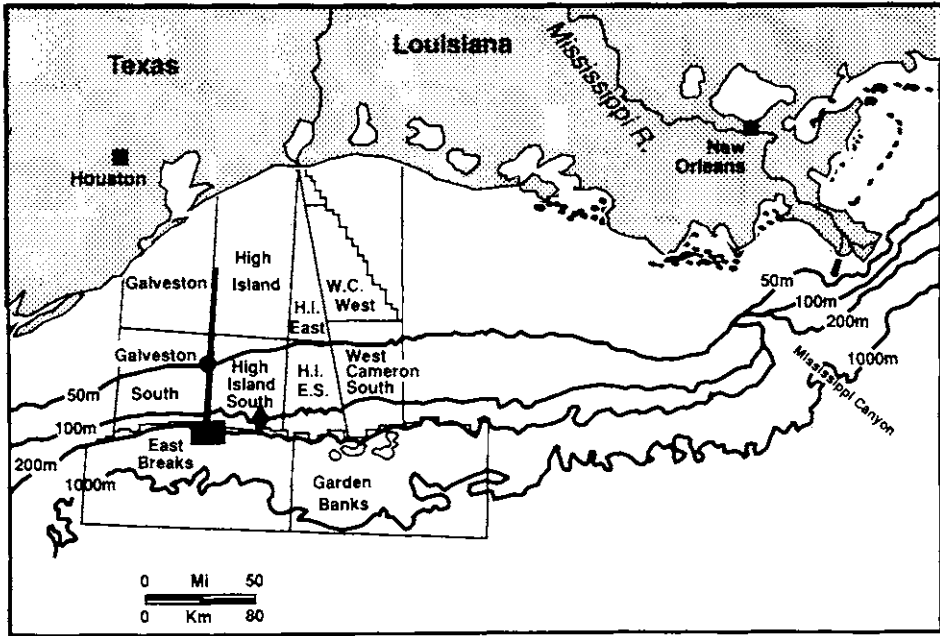 Texas
Louisiana
Mississippi R.
New
Orleans
Houston
High
Island
Galveston
W.C.
West
H.I.
East
50m
100m
200m
1000m
Mississippi Canyon
Galveston
South
High
Island
South
H.I.
E.S.
West
Cameron
South
50m
100m
200m
1000m
East
Breaks
Garden
Banks
0 Mi 50
0 Km 80